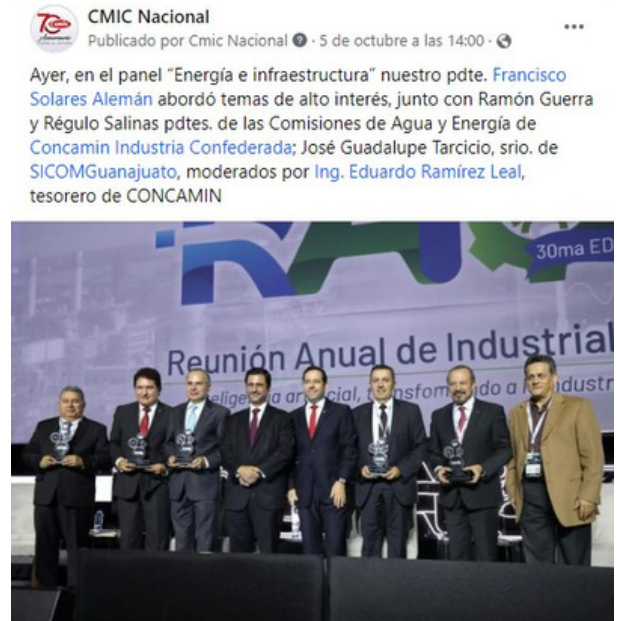 CMIC Nacional
Publicado por Cmic Nacional · 5 de octubre a las 14:00 ·
Ayer, en el panel "Energía e infraestructura" nuestro pdte. Francisco
Solares Alemán abordó temas de alto interés, junto con Ramón Guerra
y Régulo Salinas pdtes. de las Comisiones de Agua y Energía de
Concamin Industria Confederada; José Guadalupe Tarcicio, srio. de
SICOMGuanajuato, moderados por Ing. Eduardo Ramírez Leal,
tesorero de CONCAMIN
30ma ED
Reunión Anual de Industrial